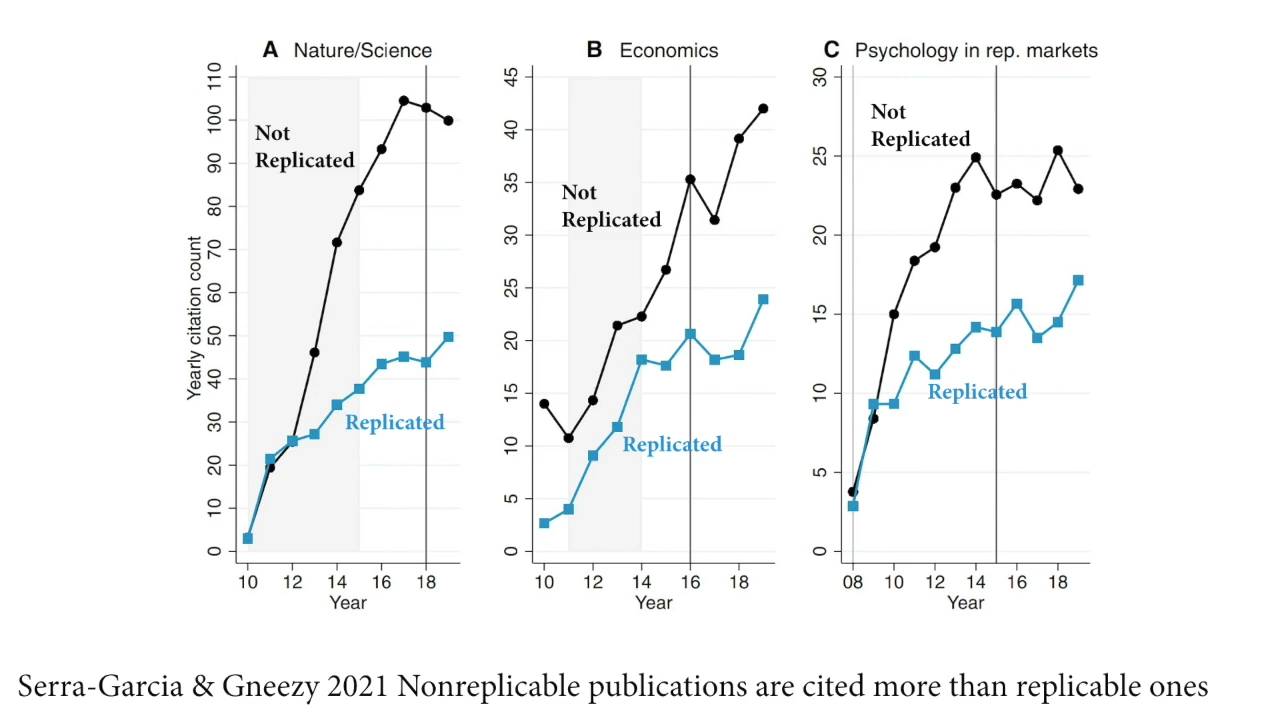 A Nature/Science
Not
Replicated
Replicated
Yearly citation count
0 10 20 30 40 50 60 70 80 90 100 110
10 12 14 16 18
Year
B Economics
Not
Replicated
Replicated
0 5 10 15 20 25 30 35 40 45
10 12 14 16 18
Year
C Psychology in rep. markets
Not
Replicated
Replicated
0 5 10 15 20 25 30
08 10 12 14 16 18
Year
Serra-Garcia & Gneezy 2021 Nonreplicable publications are cited more than replicable ones